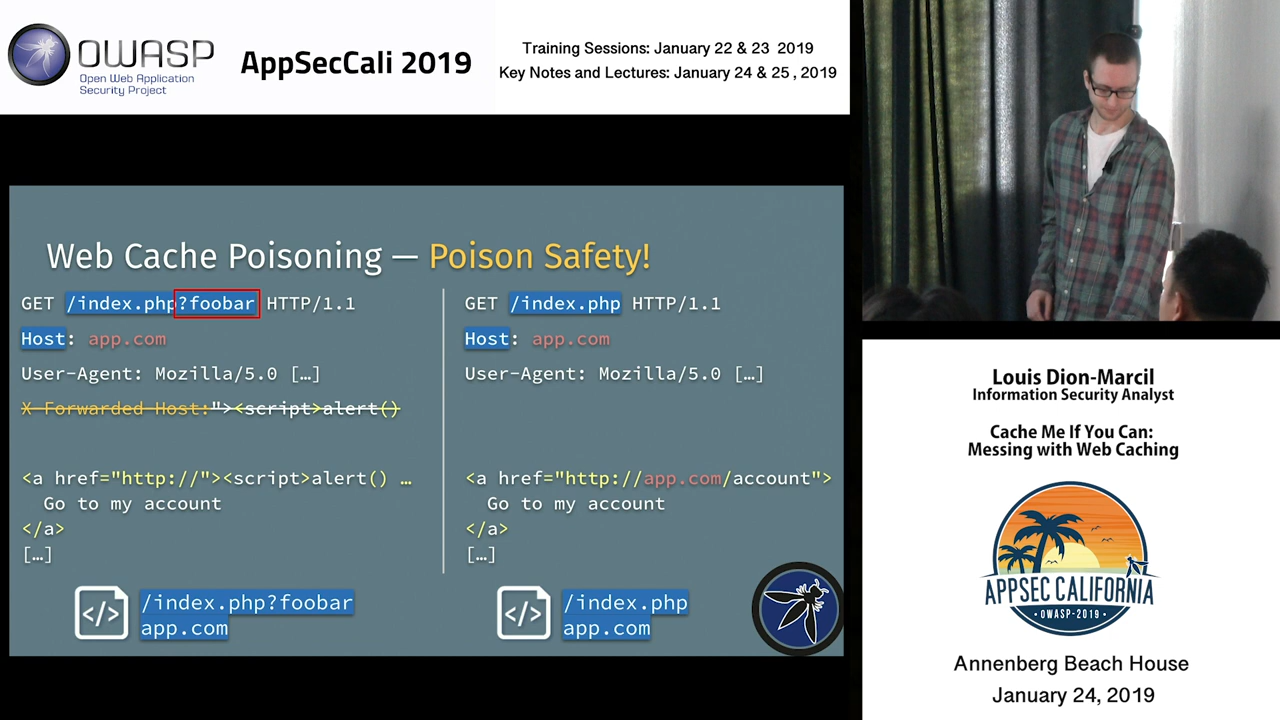 OWASP
Open Web Application
Security Project
AppSecCali 2019
Training Sessions: January 22 & 23 2019
Key Notes and Lectures: January 24 & 25 , 2019
Web Cache Poisoning — Poison Safety!
GET /index.php?foobar HTTP/1.1
Host: app.com
User-Agent: Mozilla/5.0 […]
X-Forwarded-Host:"><script>alert()
<a href="http://"><script>alert() …
Go to my account
</a>
[…]
</>
/index.php?foobar
app.com
GET /index.php HTTP/1.1
Host: app.com
User-Agent: Mozilla/5.0 […]
<a href="http://app.com/account">
Go to my account
</a>
[…]
</>
/index.php
app.com
Louis Dion-Marcil
Information Security Analyst
Cache Me If You Can:
Messing with Web Caching
APPSEC CALIFORNIA
• OWASP-2019 •
Annenberg Beach House
January 24, 2019